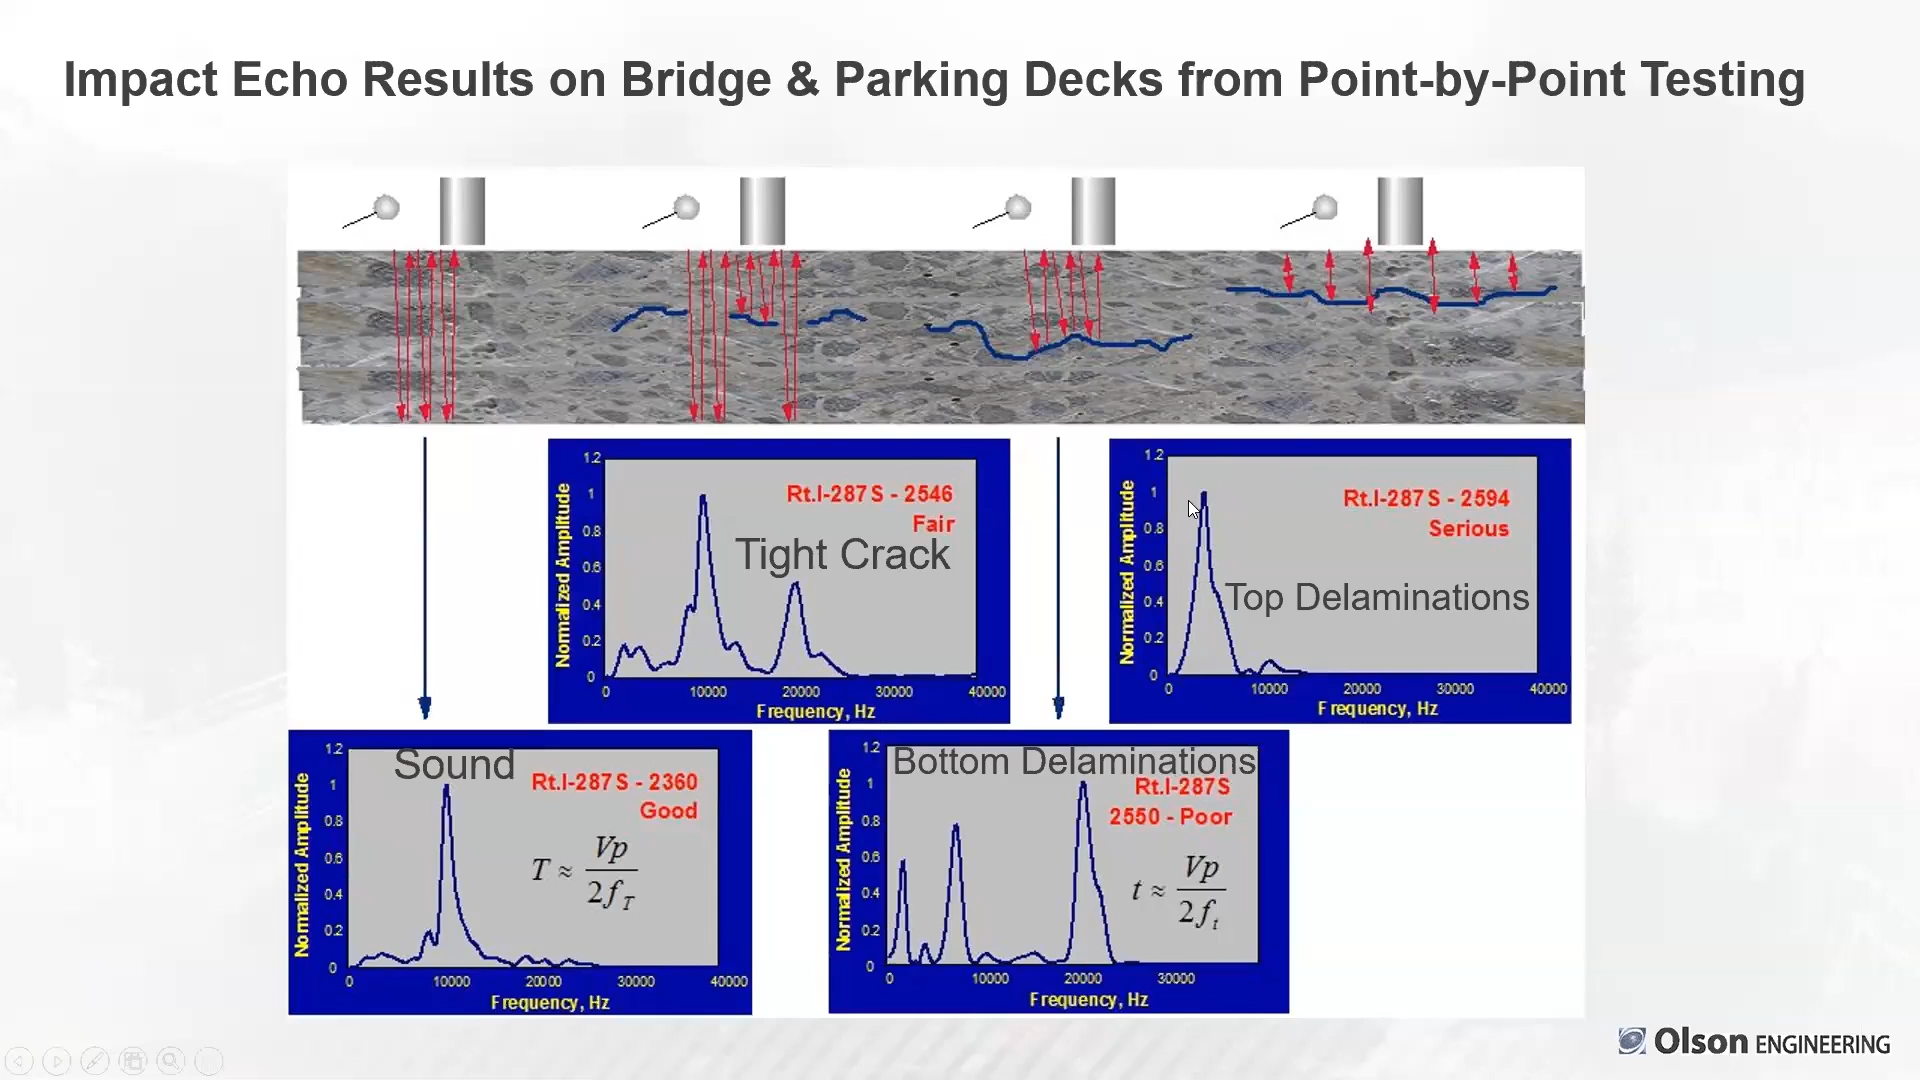 Impact Echo Results on Bridge & Parking Decks from Point-by-Point Testing
1.2
1
0.8
0.6
0.4
0.2
0
Normalized Amplitude
Rt.I-287S - 2546
Fair
Tight Crack
0 10000 20000 30000 40000
Frequency, Hz
1.2
1
0.8
0.6
0.4
0.2
0
Normalized Amplitude
Rt.I-287S - 2594
Serious
Top Delaminations
0 10000 20000 30000 40000
Frequency, Hz
1.2
1
0.8
0.6
0.4
0.2
0
Normalized Amplitude
Sound
Rt.I-287S - 2360
Good
T ≈ Vp / 2f_T
0 10000 20000 30000 40000
Frequency, Hz
1.2
1
0.8
0.6
0.4
0.2
0
Normalized Amplitude
Bottom Delaminations
Rt.I-287S
2550 - Poor
t ≈ Vp / 2f_t
0 10000 20000 30000
Frequency, Hz
Olson ENGINEERING